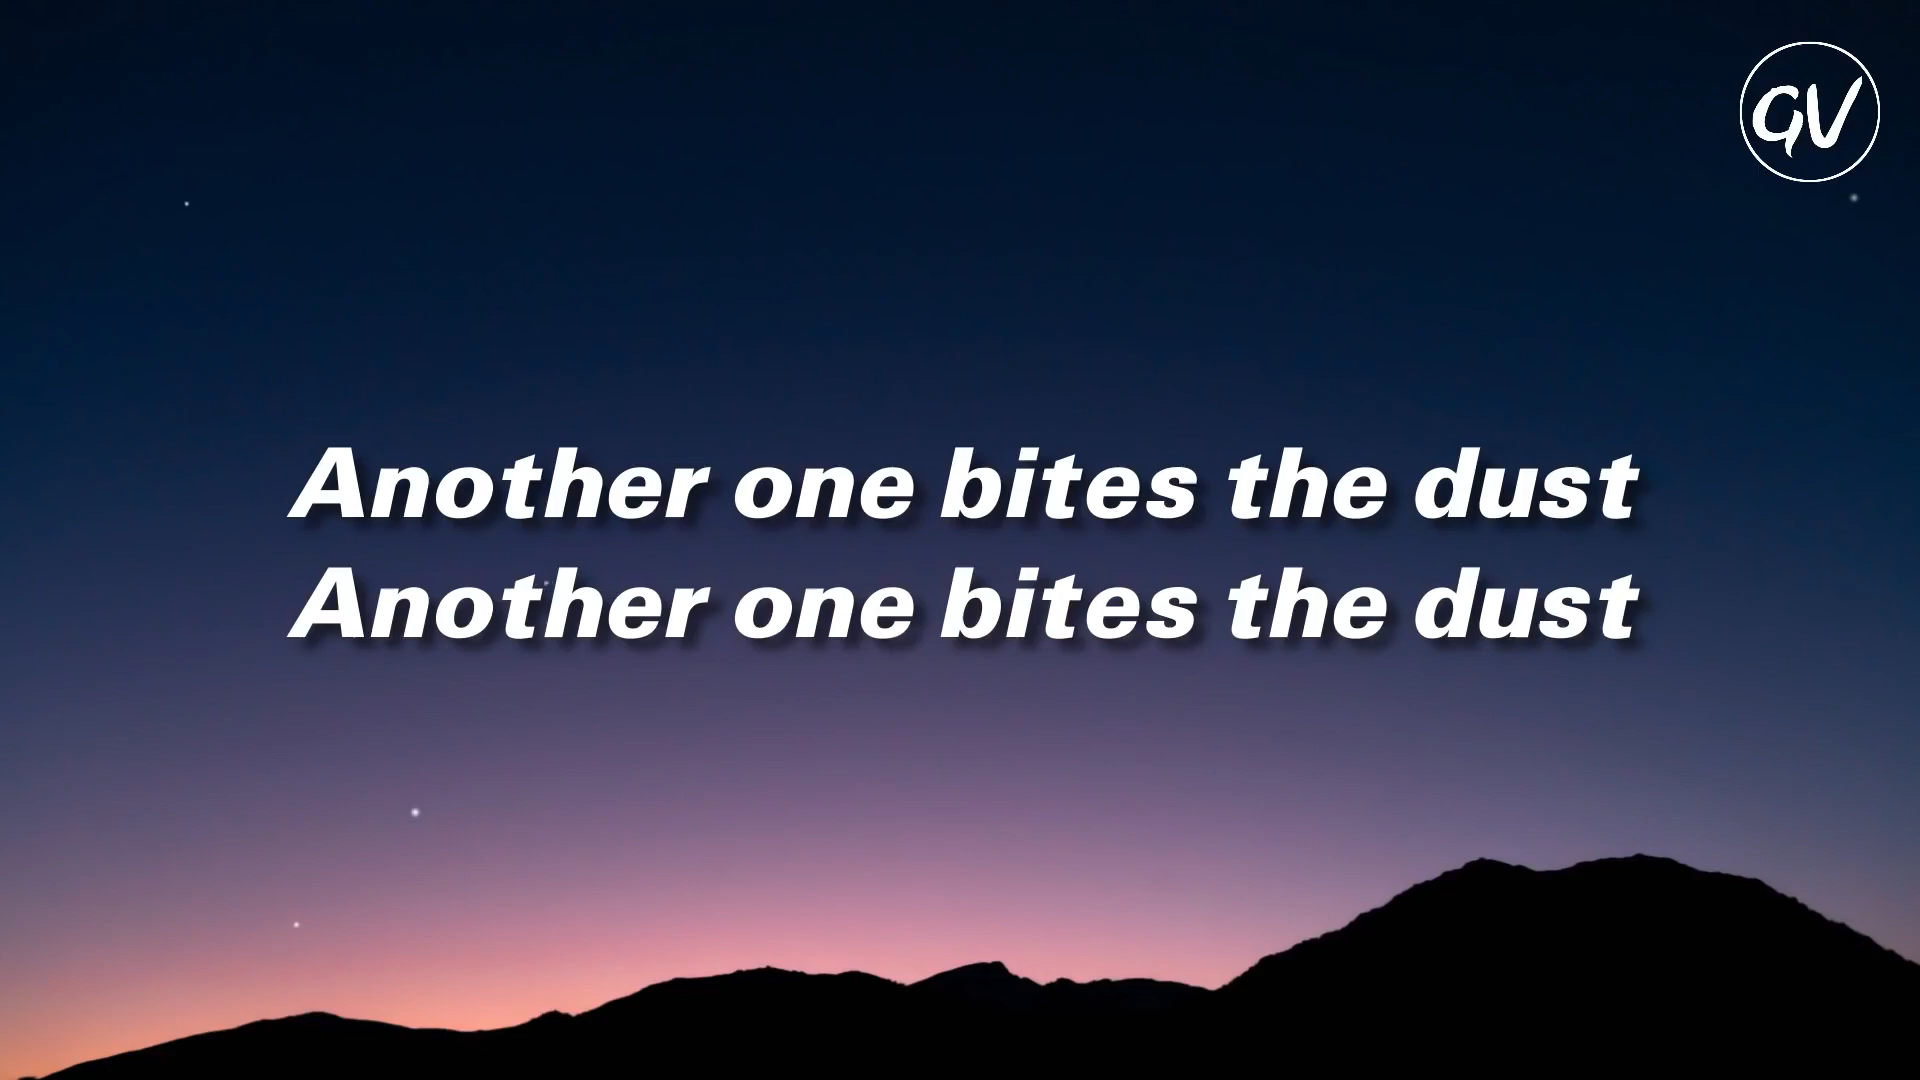 GV
Another one bites the dust
Another one bites the dust